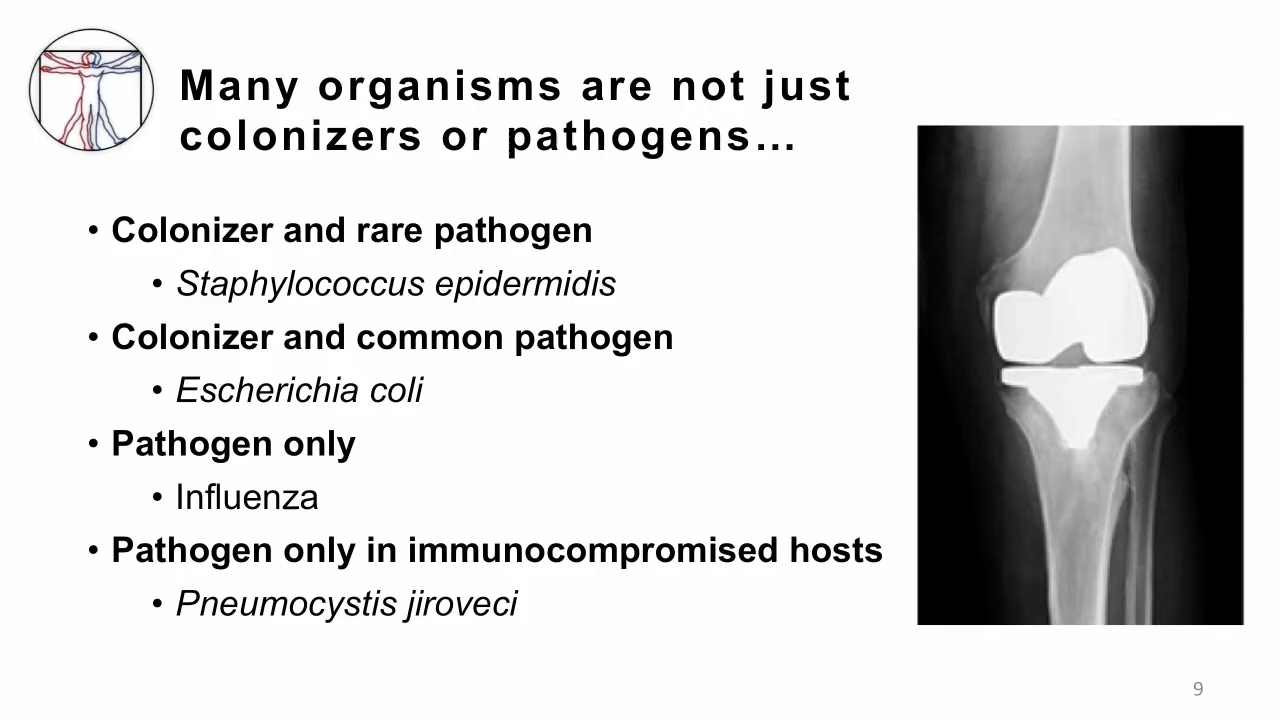 Many organisms are not just
colonizers or pathogens…
• Colonizer and rare pathogen
• Staphylococcus epidermidis
• Colonizer and common pathogen
• Escherichia coli
• Pathogen only
• Influenza
• Pathogen only in immunocompromised hosts
• Pneumocystis jiroveci
9